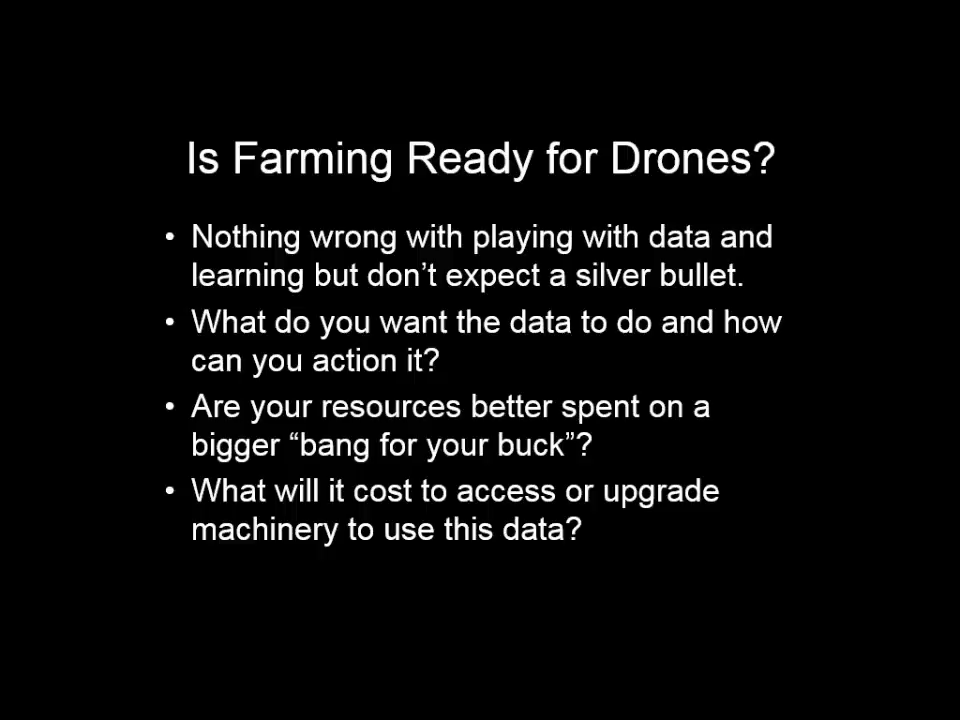 Is Farming Ready for Drones?
• Nothing wrong with playing with data and
learning but don’t expect a silver bullet.
• What do you want the data to do and how
can you action it?
• Are your resources better spent on a
bigger “bang for your buck”?
• What will it cost to access or upgrade
machinery to use this data?